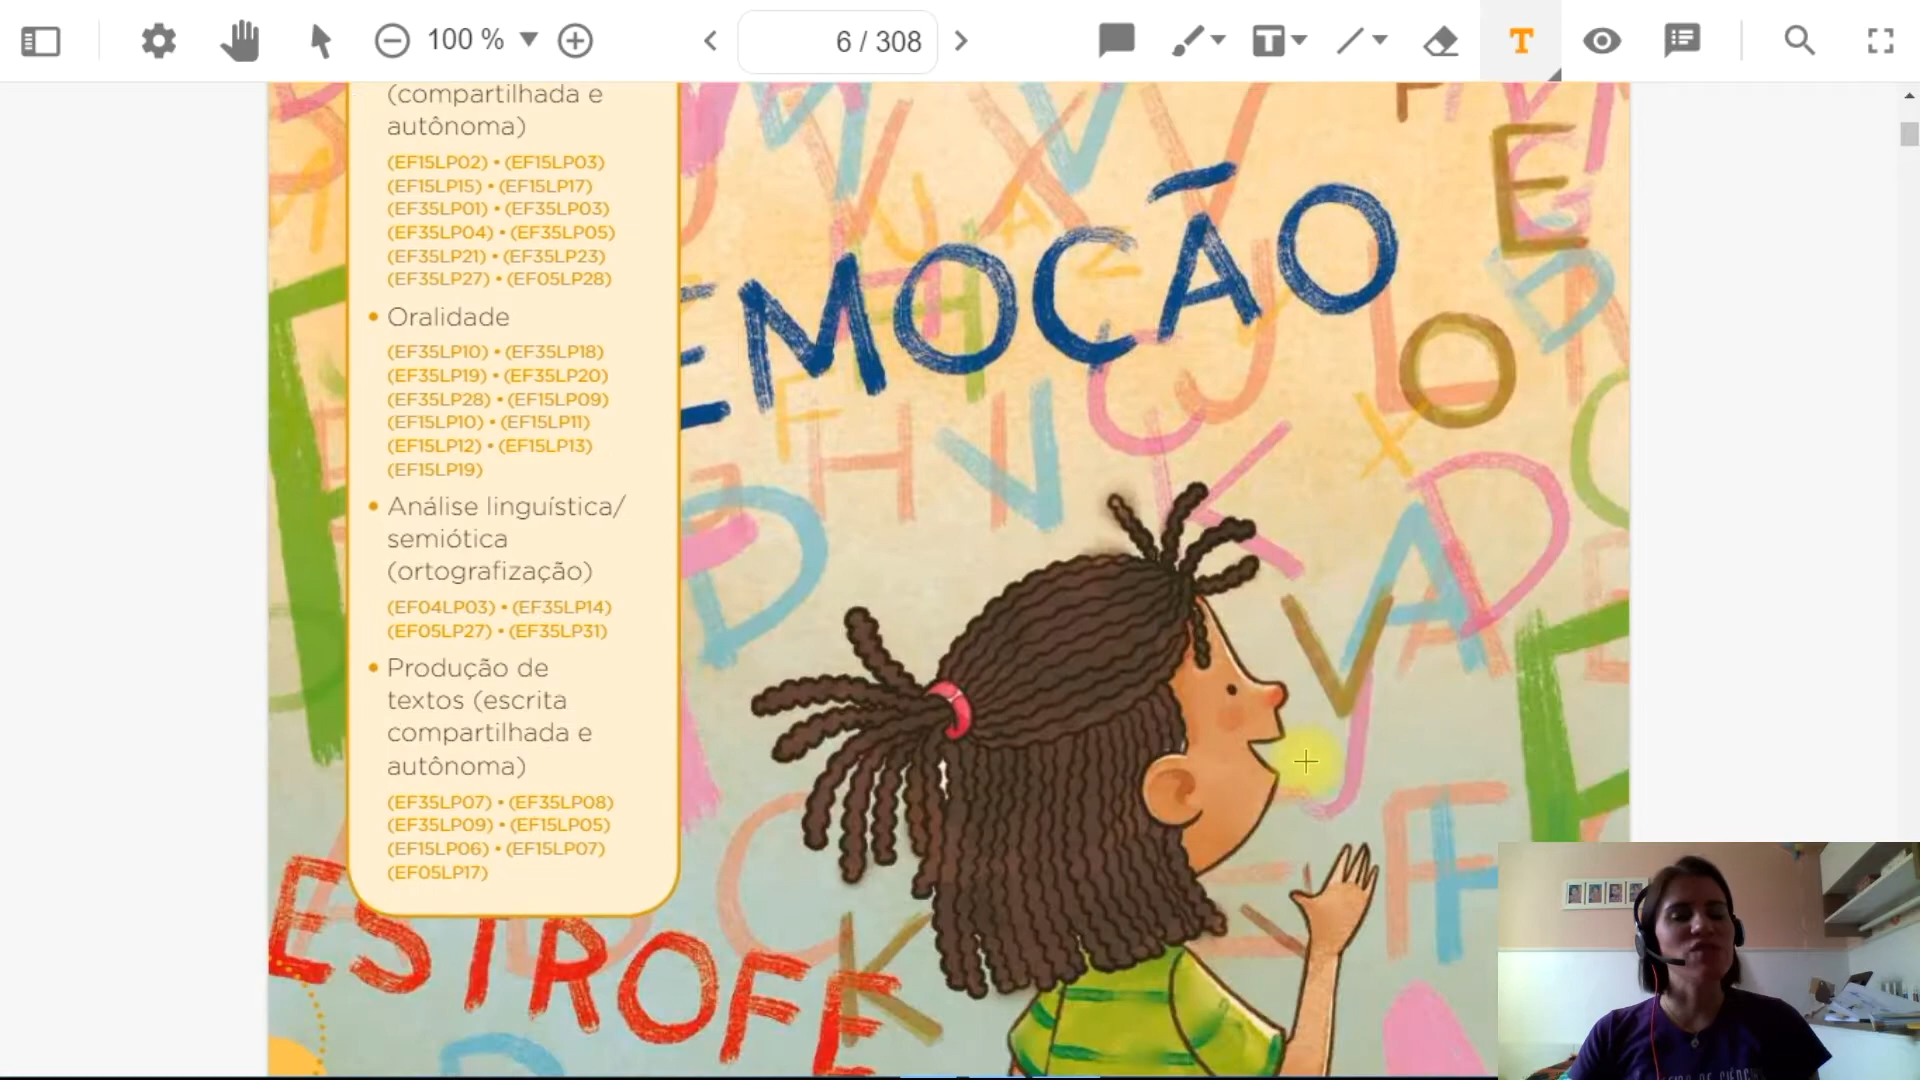 100 %
6 / 308
(compartilhada e
autônoma)
(EF15LP02) • (EF15LP03)
(EF15LP15) • (EF15LP17)
(EF35LP01) • (EF35LP03)
(EF35LP04) • (EF35LP05)
(EF35LP21) • (EF35LP23)
(EF35LP27) • (EF05LP28)
• Oralidade
(EF35LP10) • (EF35LP18)
(EF35LP19) • (EF35LP20)
(EF35LP28) • (EF15LP09)
(EF15LP10) • (EF15LP11)
(EF15LP12) • (EF15LP13)
(EF15LP19)
• Análise linguística/
semiótica
(ortografização)
(EF04LP03) • (EF35LP14)
(EF05LP27) • (EF35LP31)
• Produção de
textos (escrita
compartilhada e
autônoma)
(EF35LP07) • (EF35LP08)
(EF35LP09) • (EF15LP05)
(EF15LP06) • (EF15LP07)
(EF05LP17)
EMOÇÃO
ESTROFE